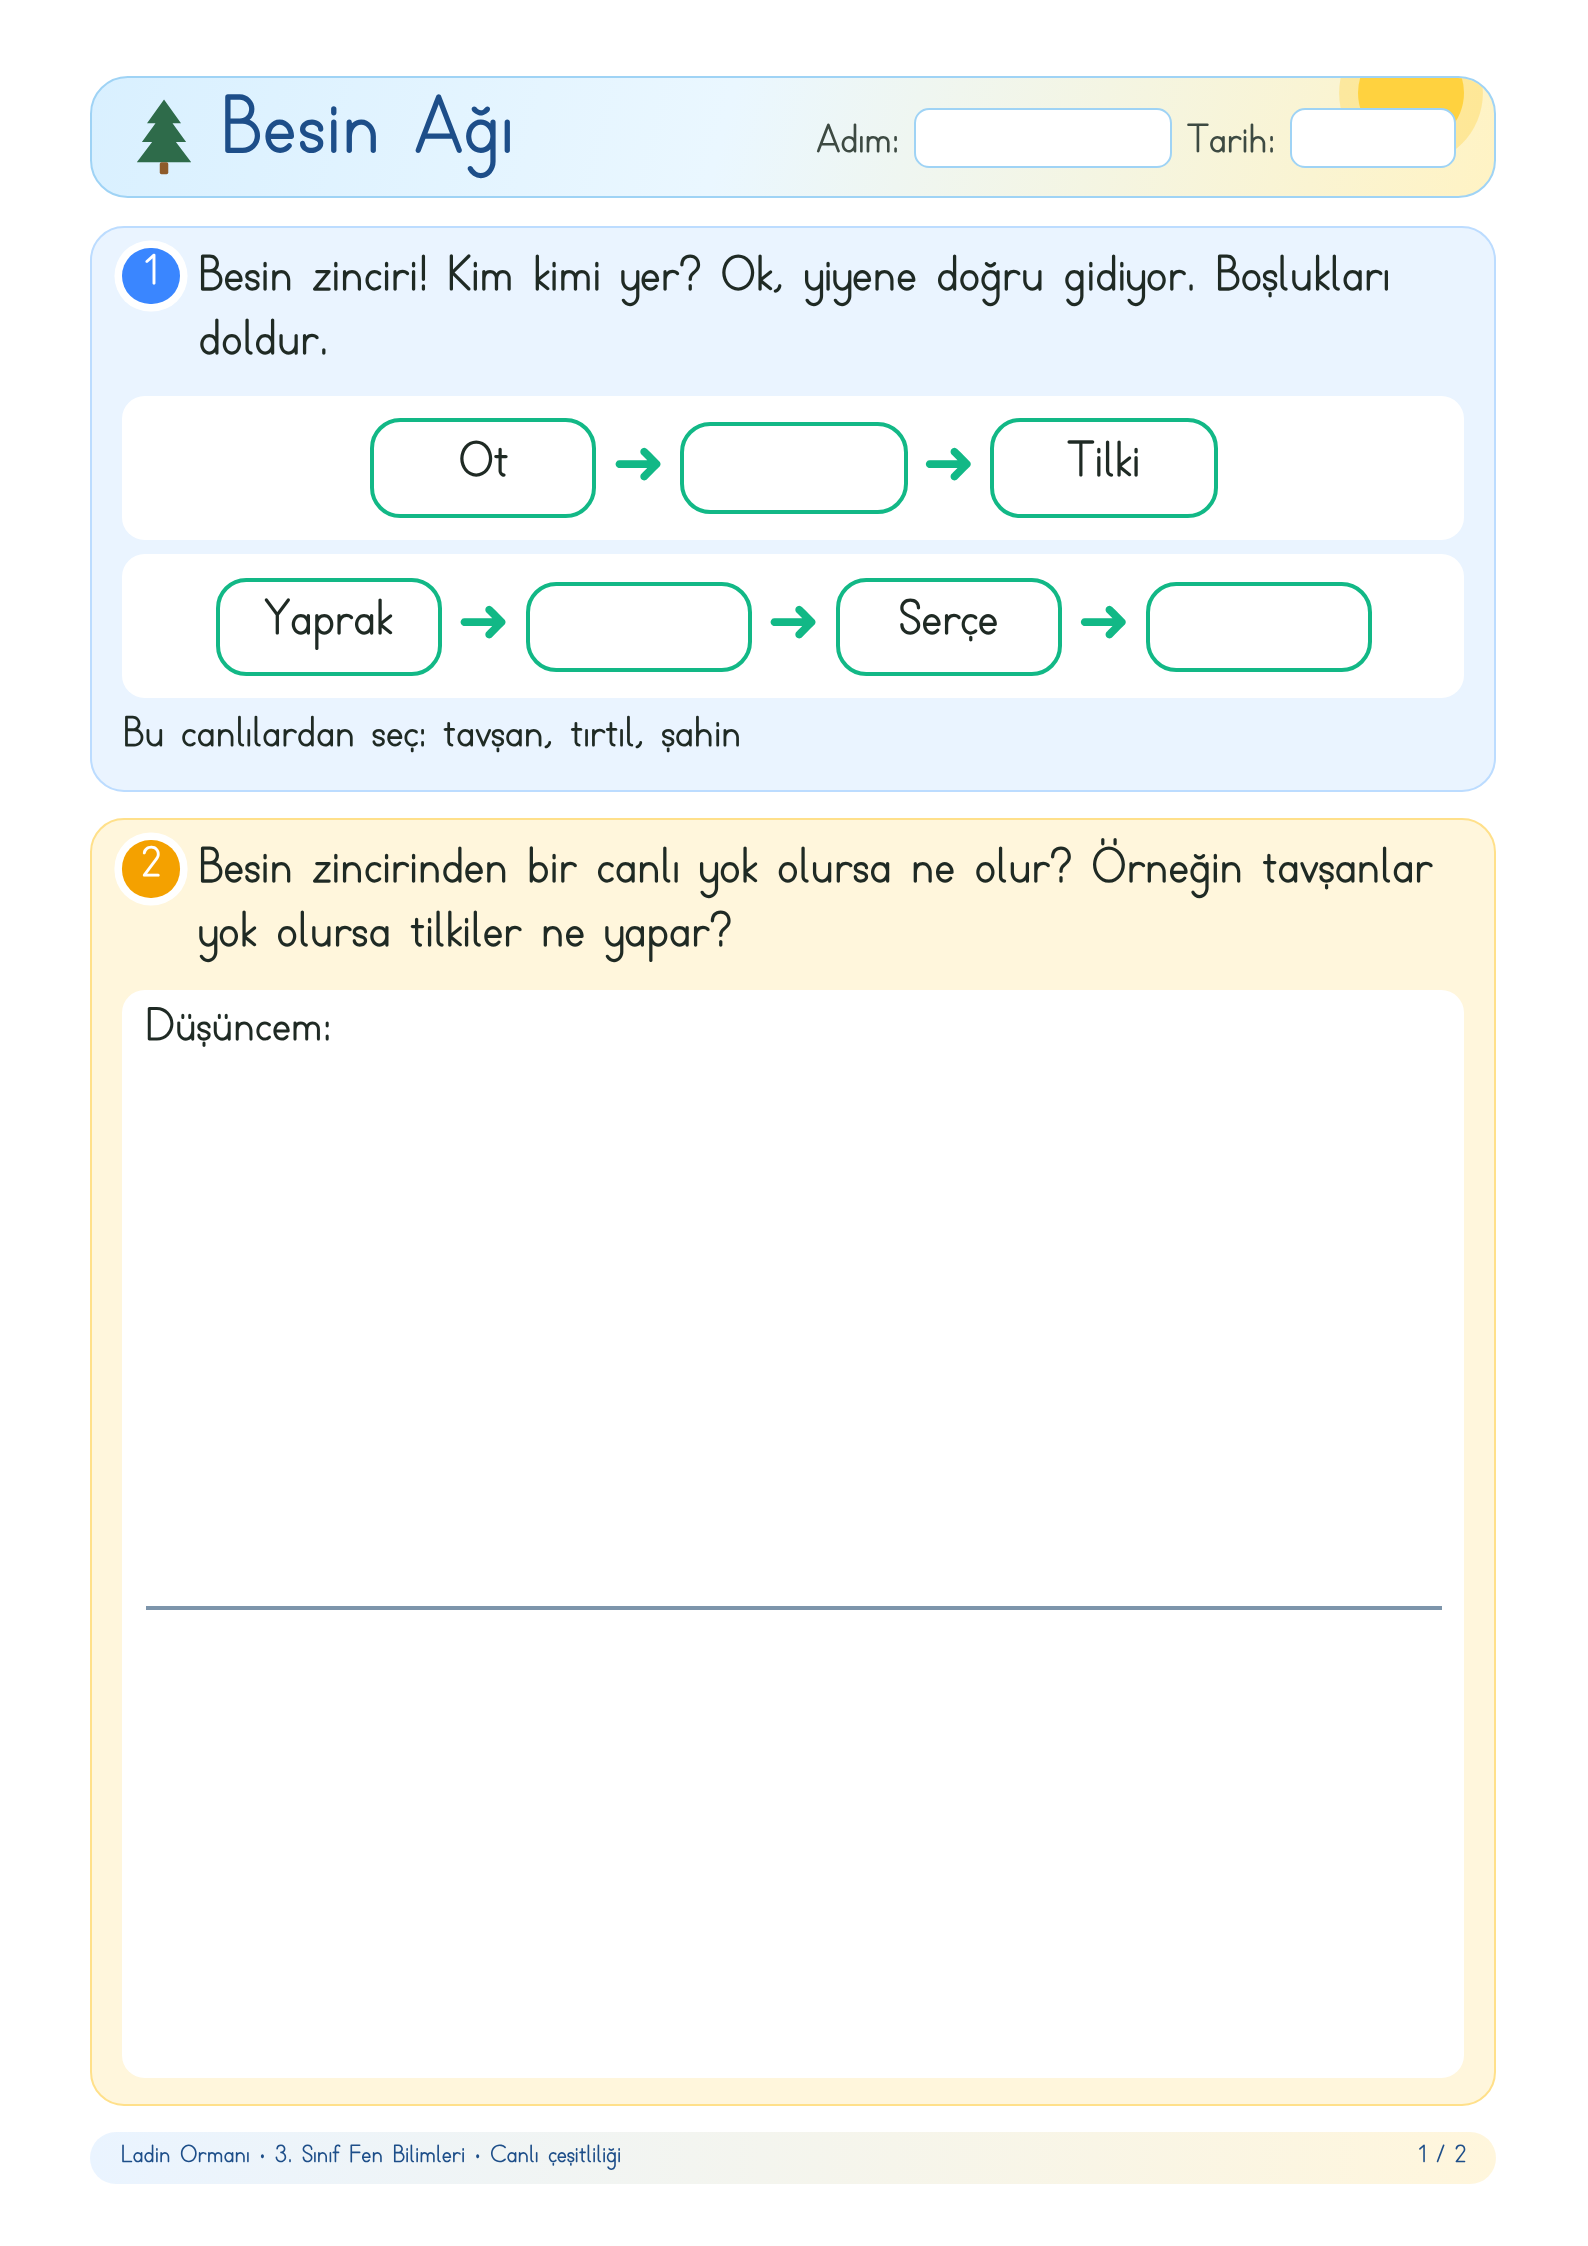 Besin Ağı
Adım:
Tarih:
1
Besin zinciri! Kim kimi yer? Ok, yiyene doğru gidiyor. Boşlukları
doldur.
Ot → → Tilki
Yaprak → → Serçe →
Bu canlılardan seç: tavşan, tırtıl, şahin
2
Besin zincirinden bir canlı yok olursa ne olur? Örneğin tavşanlar
yok olursa tilkiler ne yapar?
Düşüncem:
Ladin Ormanı • 3. Sınıf Fen Bilimleri • Canlı çeşitliliği
1 / 2